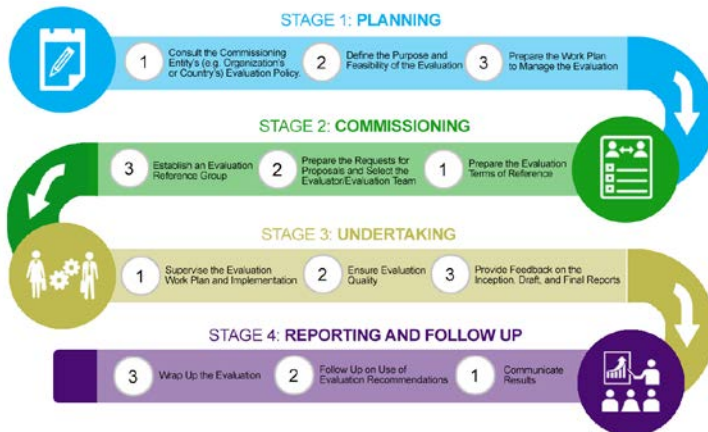 STAGE 1: PLANNING
1
Consult the Commissioning
Entity's (e.g. Organization's
or Country's) Evaluation Policy.
2
Define the Purpose and
Feasibility of the Evaluation
3
Prepare the Work Plan
to Manage the Evaluation
STAGE 2: COMMISSIONING
3
Establish an Evaluation
Reference Group
2
Prepare the Requests for
Proposals and Select the
Evaluator/Evaluation Team
1
Prepare the Evaluation
Terms of Reference
STAGE 3: UNDERTAKING
1
Supervise the Evaluation
Work Plan and Implementation
2
Ensure Evaluation
Quality
3
Provide Feedback on the
Inception, Draft, and Final Reports
STAGE 4: REPORTING AND FOLLOW UP
3
Wrap Up the Evaluation
2
Follow Up on Use of
Evaluation Recommendations
1
Communicate
Results